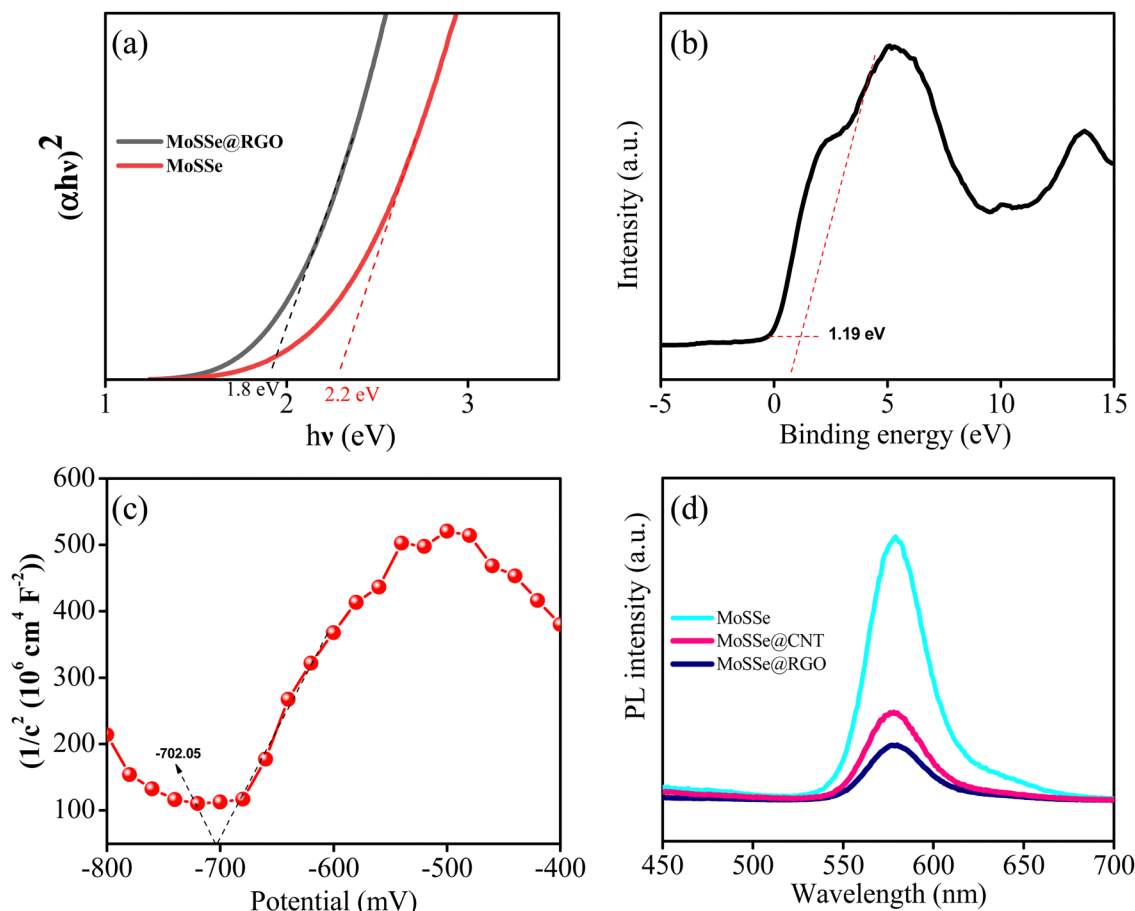 (a)
MoSSe@RGO
MoSSe
(αhν)²
1.8 eV
2.2 eV
1
2
3
hν (eV)
(b)
Intensity (a.u.)
1.19 eV
-5
0
5
10
15
Binding energy (eV)
(c)
600
500
400
300
200
100
(1/c² (10⁶ cm⁴ F⁻²))
-702.05
-800
-700
-600
-500
-400
Potential (mV)
(d)
PL intensity (a.u.)
MoSSe
MoSSe@CNT
MoSSe@RGO
450
500
550
600
650
700
Wavelength (nm)